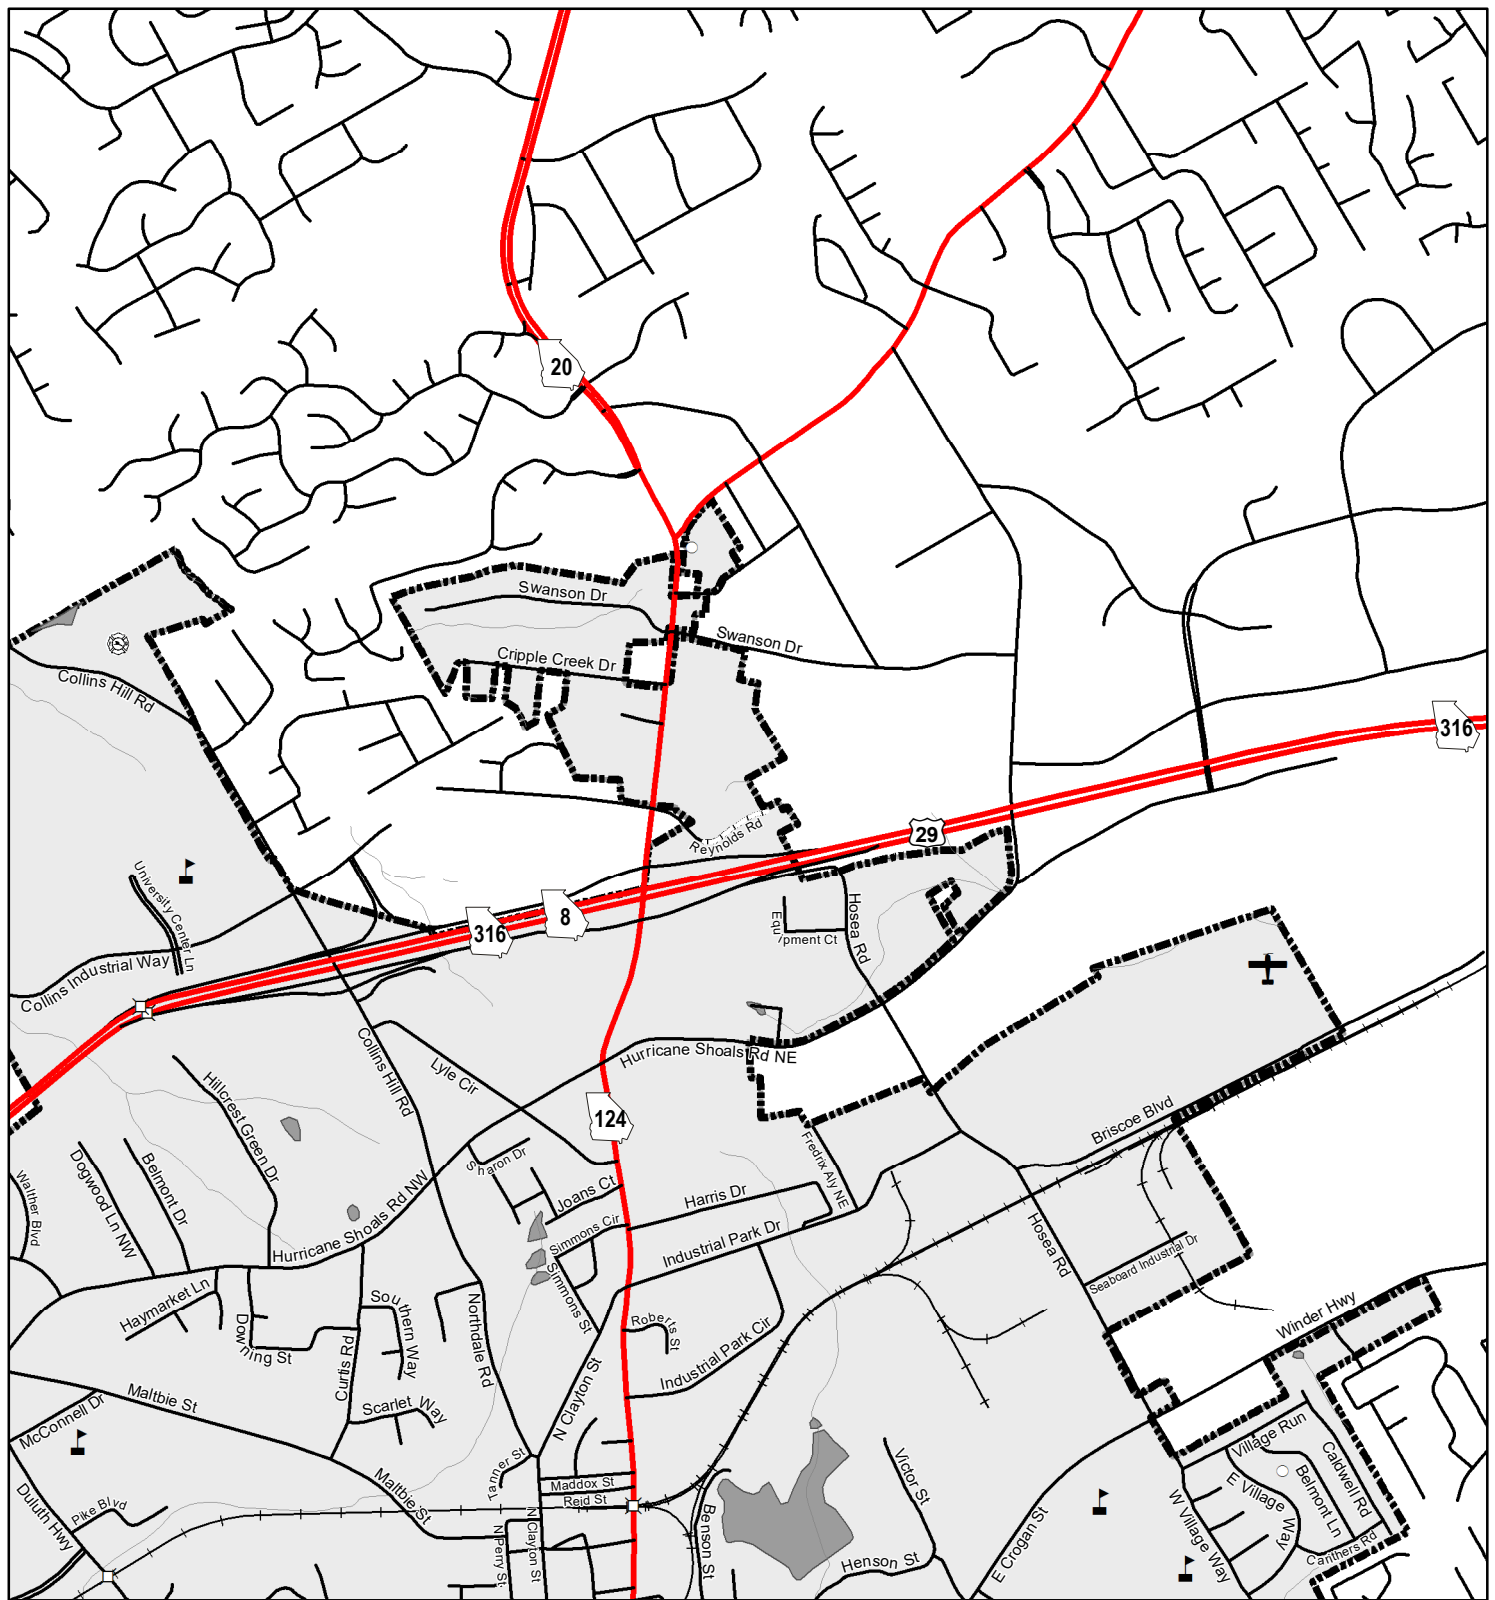 20
Swanson Dr
Swanson Dr
Cripple Creek Dr
Collins Hill Rd
316
29
Reynolds Rd
University Center Ln
8
316
Hosea Rd
Equipment Ct
Collins Industrial Way
Collins Hill Rd
Lyle Cir
Hurricane Shoals Rd NE
Hillcrest Green Dr
124
Briscoe Blvd
Fredrix Aly NE
Belmont Dr
Dogwood Ln NW
Walther Blvd
Sharon Dr
Joans Ct
Harris Dr
Hurricane Shoals Rd NW
Simmons Cir
Industrial Park Dr
Hosea Rd
Seaboard Industrial Dr
Haymarket Ln
Simmons St
Southern Way
Northdale Rd
Downing St
Roberts St
Winder Hwy
Curtis Rd
Industrial Park Cir
Maltbie St
McConnell Dr
Scarlet Way
N Clayton St
Village Run
Caldwell Rd
Tanner St
Maddox St
Reid St
Victor St
Maltbie St
Duluth Hwy
Pike Blvd
N Perry St
N Clayton St
Benson St
Henson St
E Crogan St
W Village Way
E Village Way
Belmont Ln
Carithers Rd